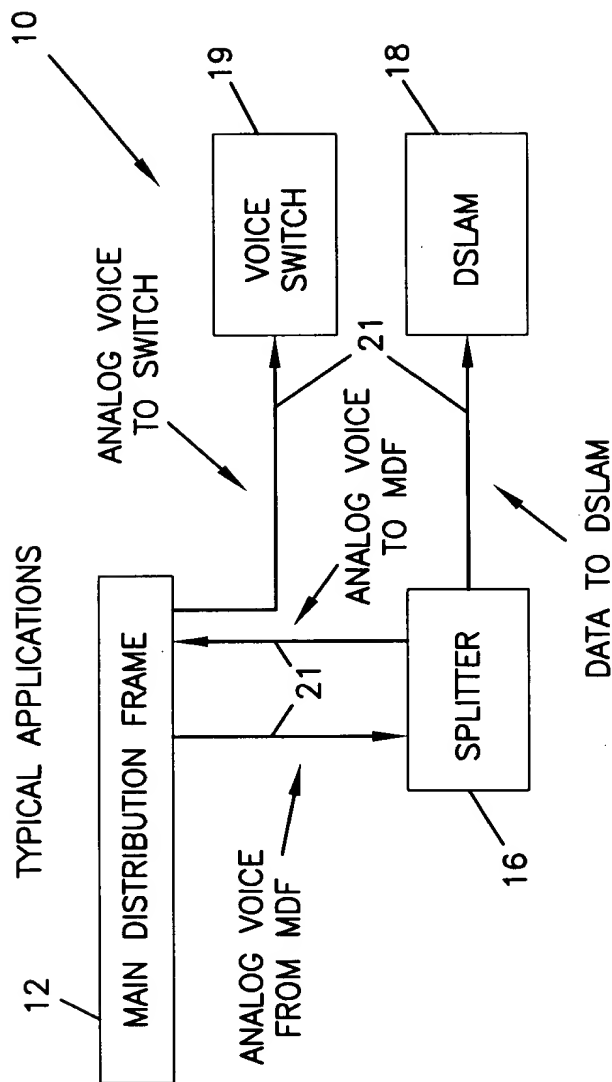 TYPICAL APPLICATIONS
10
12
MAIN DISTRIBUTION FRAME
ANALOG VOICE
TO SWITCH
19
VOICE
SWITCH
21
ANALOG VOICE
TO MDF
21
ANALOG VOICE
FROM MDF
18
DSLAM
SPLITTER
16
DATA TO DSLAM